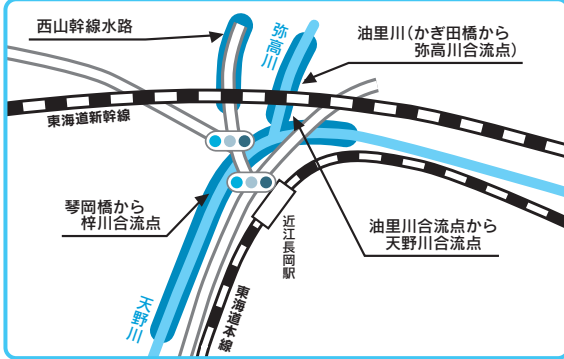 西山幹線水路
弥高川
油里川(かぎ田橋から
弥高川合流点)
東海道新幹線
琴岡橋から
梓川合流点
近江長岡駅
油里川合流点から
天野川合流点
天野川
東海道本線